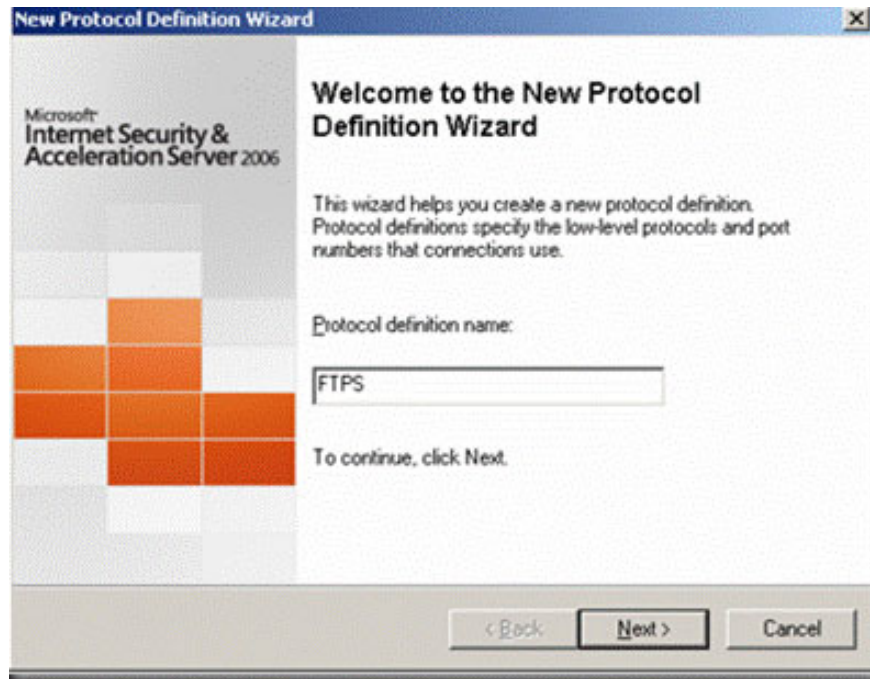 New Protocol Definition Wizard
Microsoft
Internet Security &
Acceleration Server 2006
Welcome to the New Protocol
Definition Wizard
This wizard helps you create a new protocol definition.
Protocol definitions specify the low-level protocols and port
numbers that connections use.
Protocol definition name:
FTPS
To continue, click Next.
< Back
Next >
Cancel